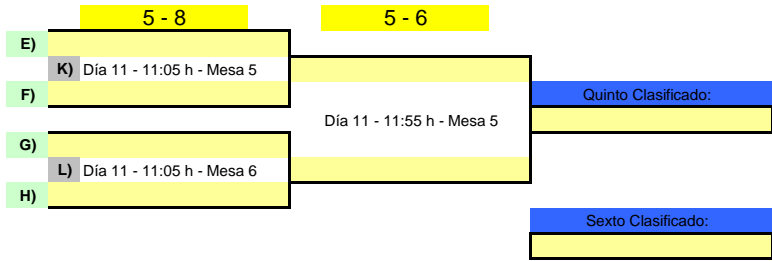 5 - 8
5 - 6
E)
K) Día 11 - 11:05 h - Mesa 5
F)
Quinto Clasificado:
Día 11 - 11:55 h - Mesa 5
G)
L) Día 11 - 11:05 h - Mesa 6
H)
Sexto Clasificado: